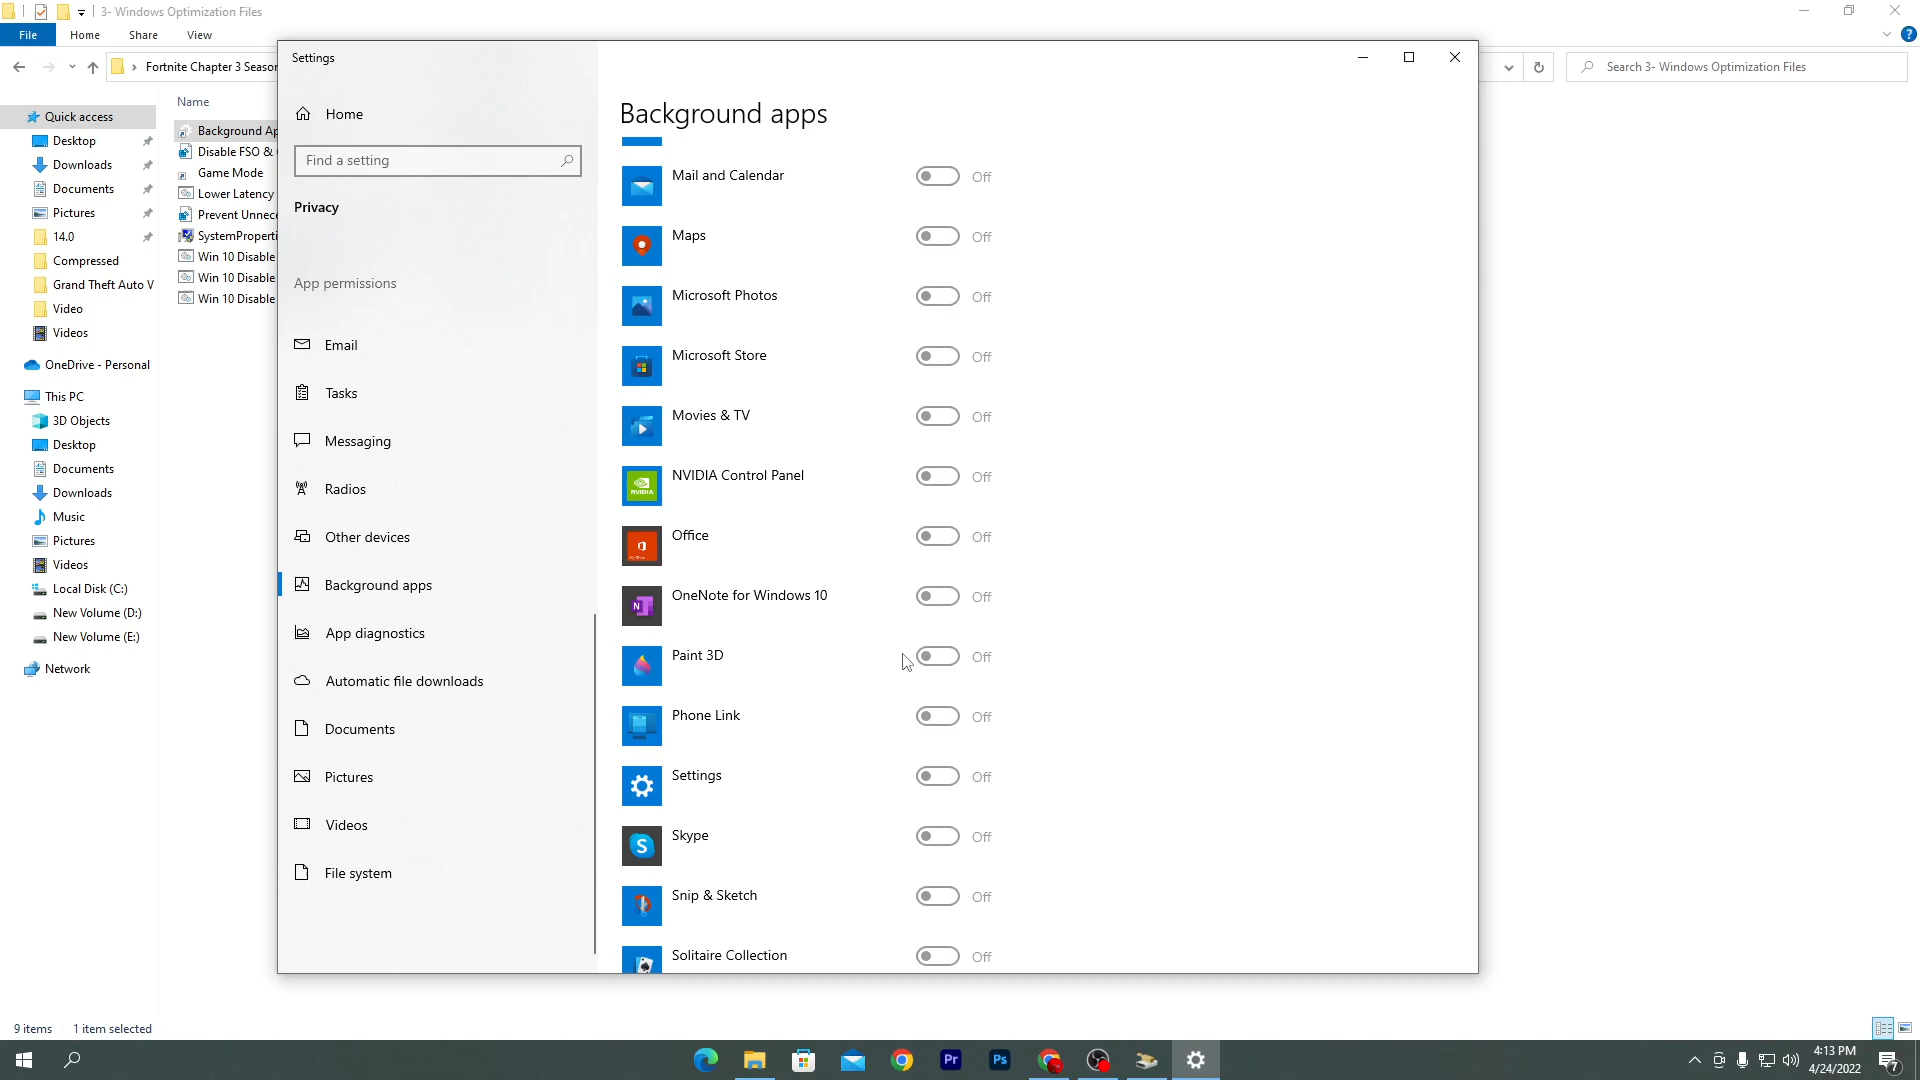 3- Windows Optimization Files
File
Home
Share
View
Fortnite Chapter 3 Season
Search 3- Windows Optimization Files
Quick access
Desktop
Downloads
Documents
Pictures
14.0
Compressed
Grand Theft Auto V
Video
Videos
OneDrive - Personal
This PC
3D Objects
Desktop
Documents
Downloads
Music
Pictures
Videos
Local Disk (C:)
New Volume (D:)
New Volume (E:)
Network
Name
Background Ap
Disable FSO &
Game Mode
Lower Latency
Prevent Unnece
SystemProperti
Win 10 Disable
Win 10 Disable
Win 10 Disable
Settings
Home
Find a setting
Privacy
App permissions
Email
Tasks
Messaging
Radios
Other devices
Background apps
App diagnostics
Automatic file downloads
Documents
Pictures
Videos
File system
Background apps
Mail and Calendar Off
Maps Off
Microsoft Photos Off
Microsoft Store Off
Movies & TV Off
NVIDIA Control Panel Off
Office Off
OneNote for Windows 10 Off
Paint 3D Off
Phone Link Off
Settings Off
Skype Off
Snip & Sketch Off
Solitaire Collection Off
9 items
1 item selected
Pr
Ps
4:13 PM
4/24/2022
7